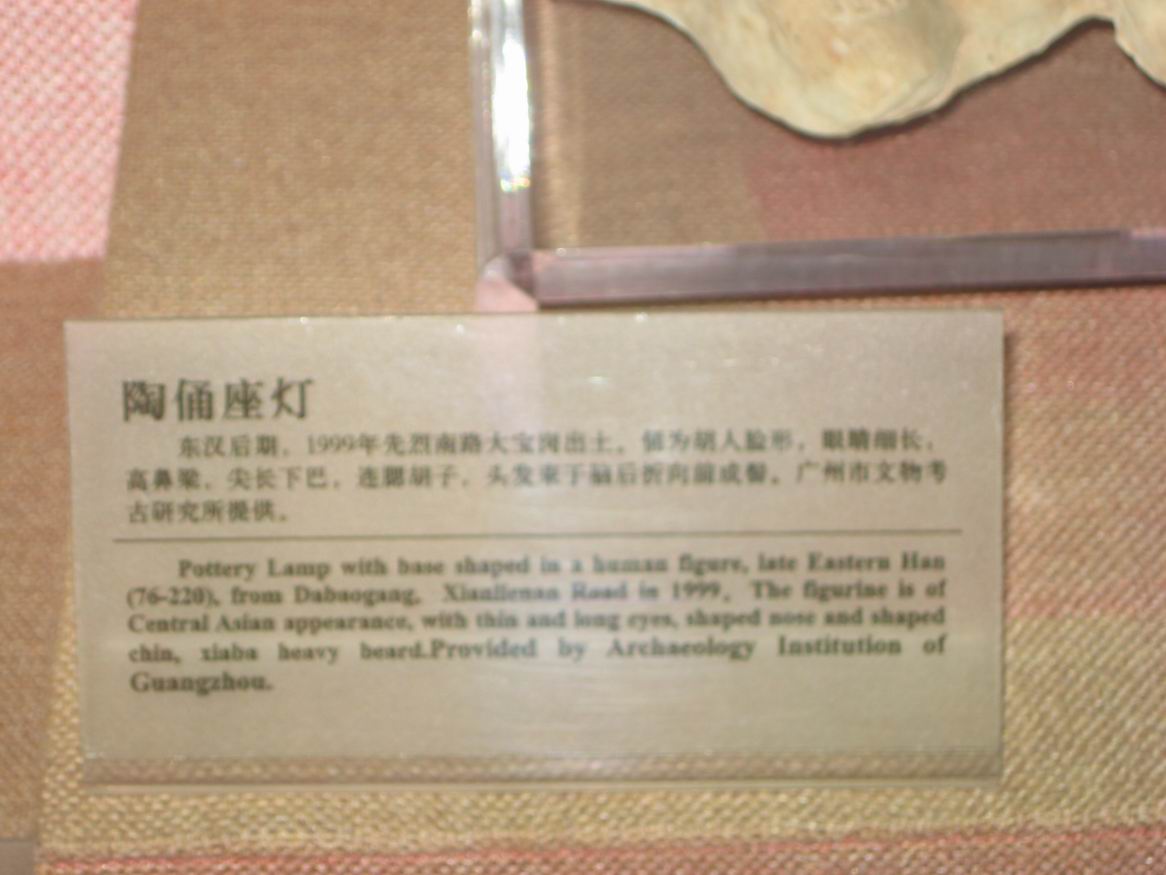 陶俑座灯
东汉后期，1999年先烈南路大宝岗出土。俑为胡人脸形，眼睛细长，
高鼻梁，尖长下巴，连腮胡子，头发束于脑后折向前成髻。广州市文物考
古研究所提供。
Pottery Lamp with base shaped in a human figure, late Eastern Han
(76-220), from Dabaogang, Xianlienan Road in 1999. The figurine is of
Central Asian appearance, with thin and long eyes, shaped nose and shaped
chin, xiaba heavy beard.Provided by Archaeology Institution of
Guangzhou.